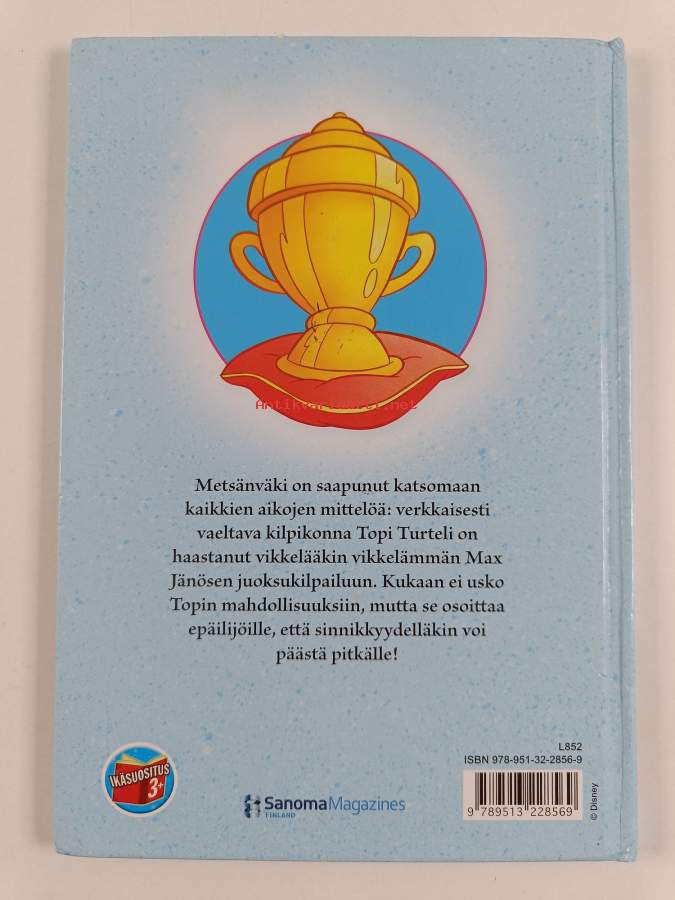 Antikvariaatti.net
Metsänväki on saapunut katsomaan
kaikkien aikojen mittelöä: verkkaisesti
vaeltava kilpikonna Topi Turteli on
haastanut vikkelääkin vikkelämmän Max
Jänösen juoksukilpailuun. Kukaan ei usko
Topin mahdollisuuksiin, mutta se osoittaa
epäilijöille, että sinnikkyydelläkin voi
päästä pitkälle!
IKÄSUOSITUS
3+
SanomaMagazines
FINLAND
L852
ISBN 978-951-32-2856-9
9 789513 228569
© Disney